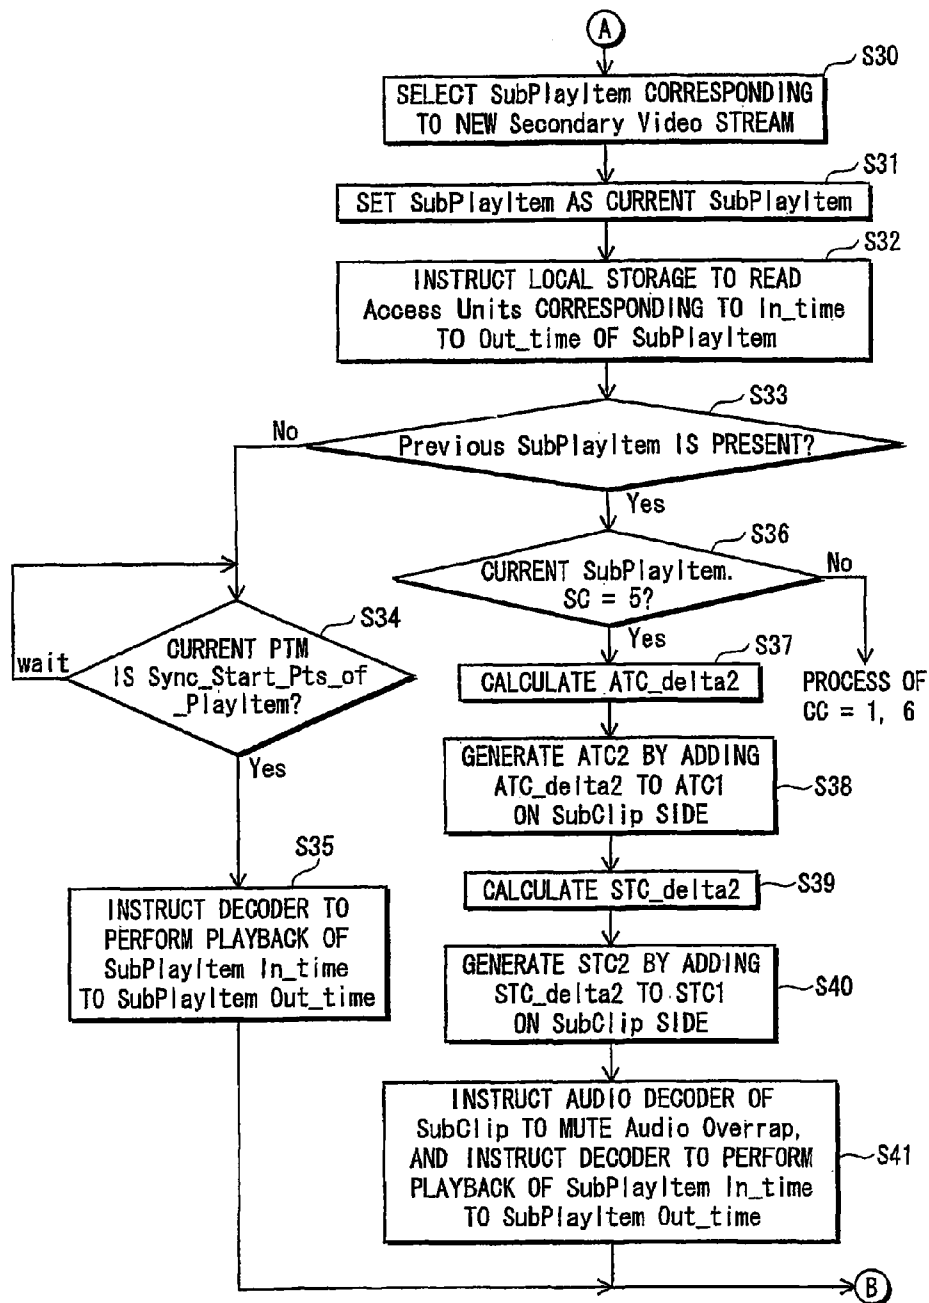 A
S30
SELECT SubPlayItem CORRESPONDING
TO NEW Secondary Video STREAM
S31
SET SubPlayItem AS CURRENT SubPlayItem
S32
INSTRUCT LOCAL STORAGE TO READ
Access Units CORRESPONDING TO In_time
TO Out_time OF SubPlayItem
S33
Previous SubPlayItem IS PRESENT?
No
Yes
S36
CURRENT SubPlayItem.
SC = 5?
No
Yes
PROCESS OF
CC = 1, 6
S34
CURRENT PTM
IS Sync_Start_Pts_of
_PlayItem?
wait
Yes
S35
INSTRUCT DECODER TO
PERFORM PLAYBACK OF
SubPlayItem In_time
TO SubPlayItem Out_time
S37
CALCULATE ATC_delta2
GENERATE ATC2 BY ADDING
ATC_delta2 TO ATC1
ON SubClip SIDE
S38
CALCULATE STC_delta2
S39
GENERATE STC2 BY ADDING
STC_delta2 TO STC1
ON SubClip SIDE
S40
INSTRUCT AUDIO DECODER OF
SubClip TO MUTE Audio Overrap,
AND INSTRUCT DECODER TO PERFORM
PLAYBACK OF SubPlayItem In_time
TO SubPlayItem Out_time
S41
B